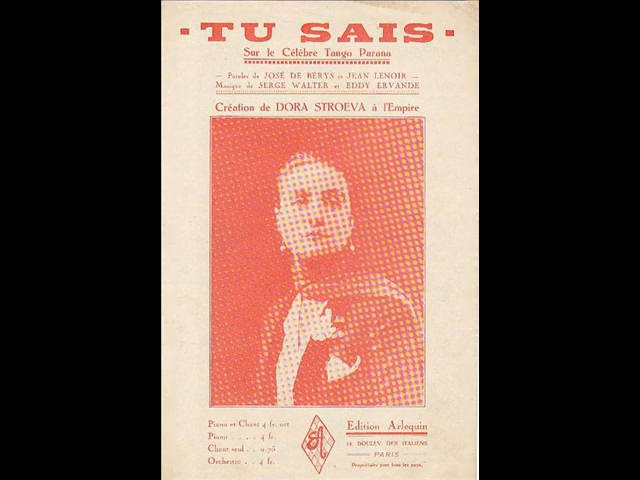 · TU SAIS ·
Sur le Célèbre Tango Parana
— Paroles de JOSÉ DE BÉRYS et JEAN LENOIR —
Musique de SERGE WALTER et EDDY ERVANDE
Création de DORA STROEVA à l'Empire
Piano et Chant 4 fr. net
Piano . . . . 4 fr.
Chant seul . . 0.75
Orchestre . . 4 fr.
EA
Edition Arlequin
14, BOULEV. DES ITALIENS
PARIS
Propriétaire pour tous les pays.